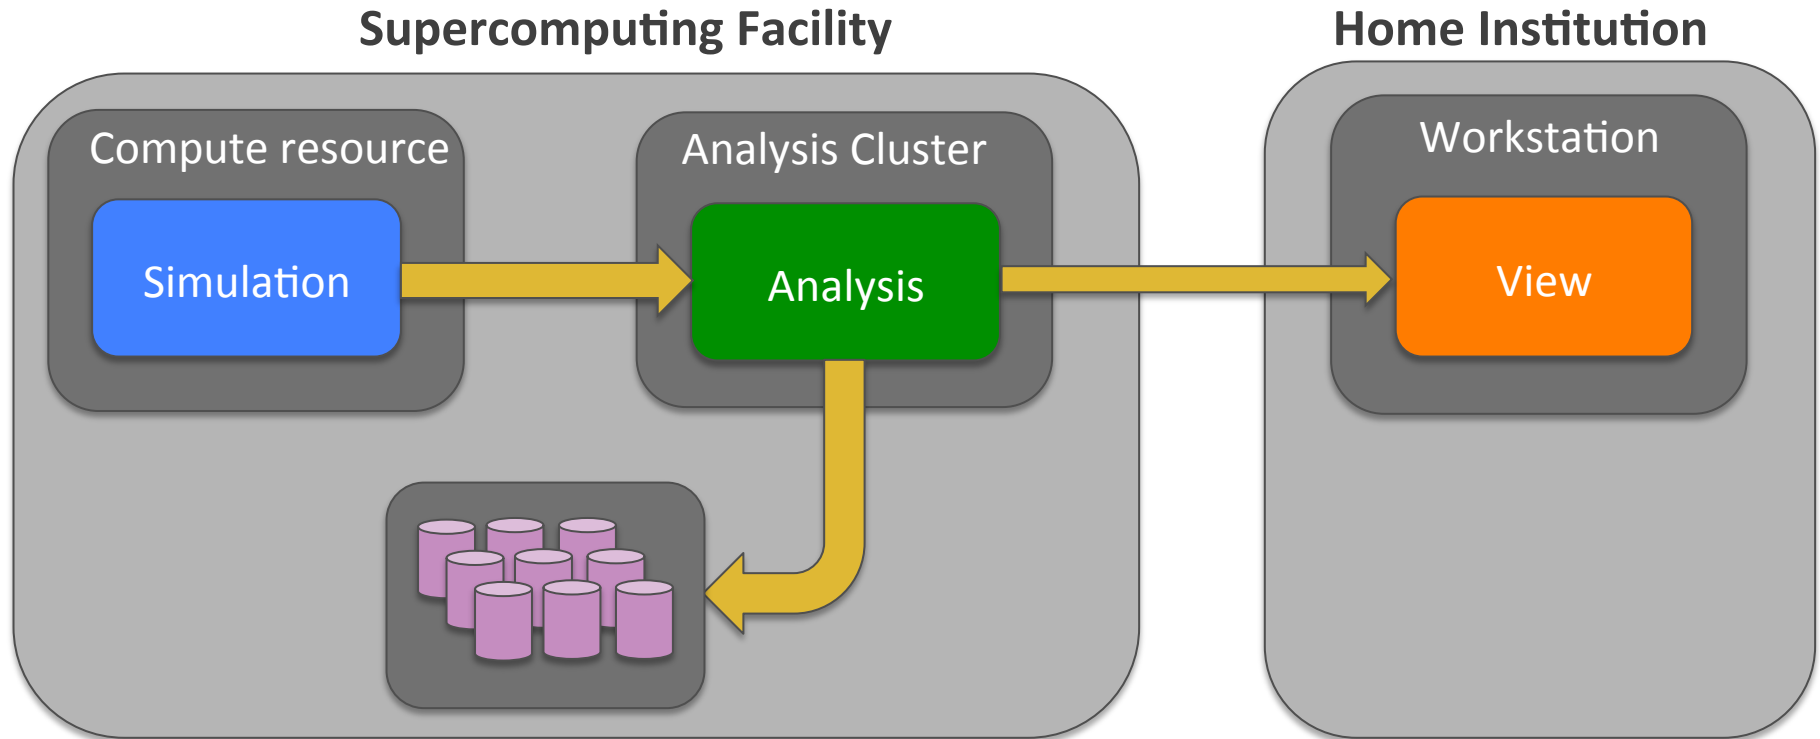 Supercomputing Facility
Home Institution
Compute resource
Analysis Cluster
Workstation
Simulation
Analysis
View